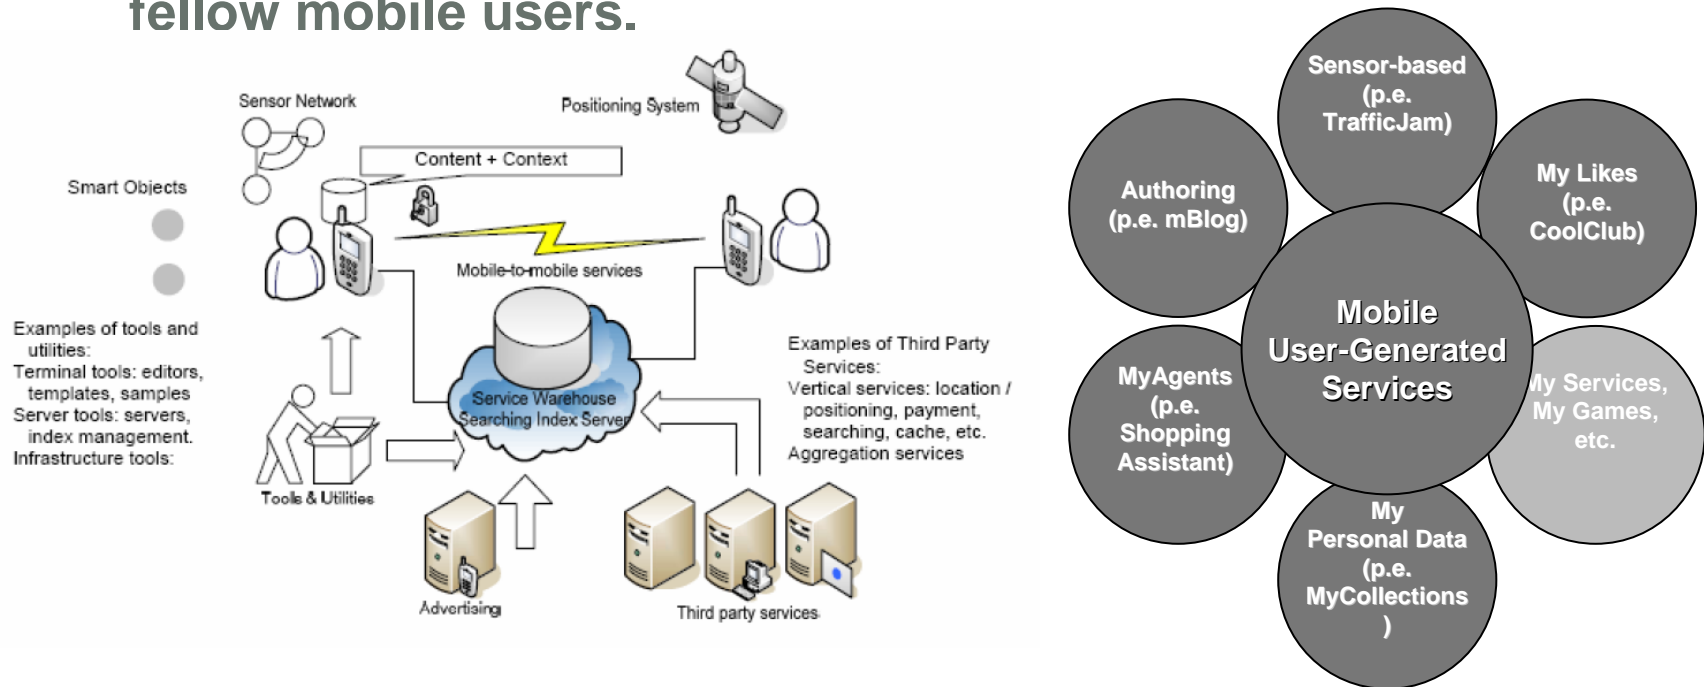 fellow mobile users.
Sensor Network
Positioning System
Content + Context
Smart Objects
Mobile-to-mobile services
Examples of tools and
utilities:
Terminal tools: editors,
templates, samples
Server tools: servers,
index management.
Infrastructure tools:
Service Warehouse
Searching Index Server
Examples of Third Party
Services:
Vertical services: location /
positioning, payment,
searching, cache, etc.
Aggregation services
Tools & Utilities
Advertising
Third party services
Sensor-based
(p.e.
TrafficJam)
Authoring
(p.e. mBlog)
My Likes
(p.e.
CoolClub)
Mobile
User-Generated
Services
MyAgents
(p.e.
Shopping
Assistant)
My Services,
My Games,
etc.
My
Personal Data
(p.e.
MyCollections
)